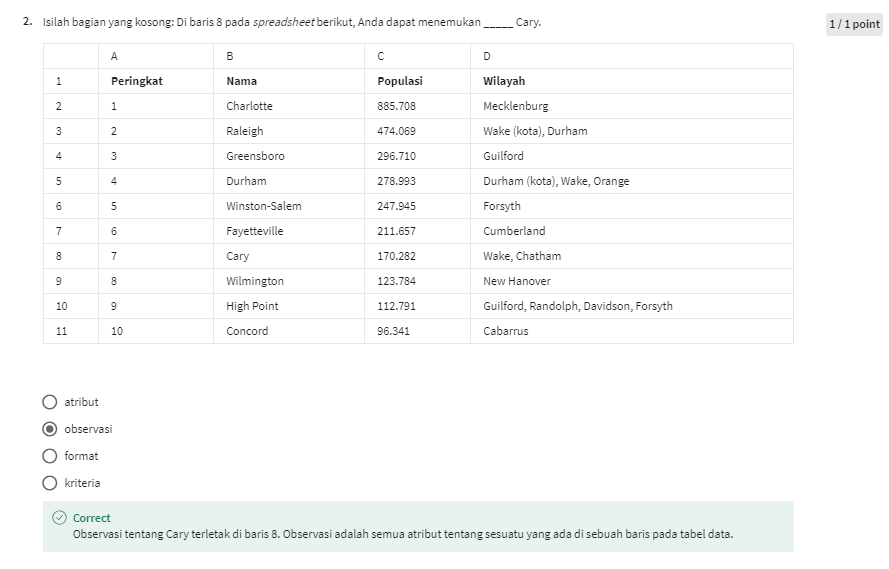 2. Isilah bagian yang kosong: Di baris 8 pada spreadsheet berikut, Anda dapat menemukan _____ Cary.
1 / 1 point
A B C D
1 Peringkat Nama Populasi Wilayah
2 1 Charlotte 885.708 Mecklenburg
3 2 Raleigh 474.069 Wake (kota), Durham
4 3 Greensboro 296.710 Guilford
5 4 Durham 278.993 Durham (kota), Wake, Orange
6 5 Winston-Salem 247.945 Forsyth
7 6 Fayetteville 211.657 Cumberland
8 7 Cary 170.282 Wake, Chatham
9 8 Wilmington 123.784 New Hanover
10 9 High Point 112.791 Guilford, Randolph, Davidson, Forsyth
11 10 Concord 96.341 Cabarrus
atribut
observasi
format
kriteria
Correct
Observasi tentang Cary terletak di baris 8. Observasi adalah semua atribut tentang sesuatu yang ada di sebuah baris pada tabel data.